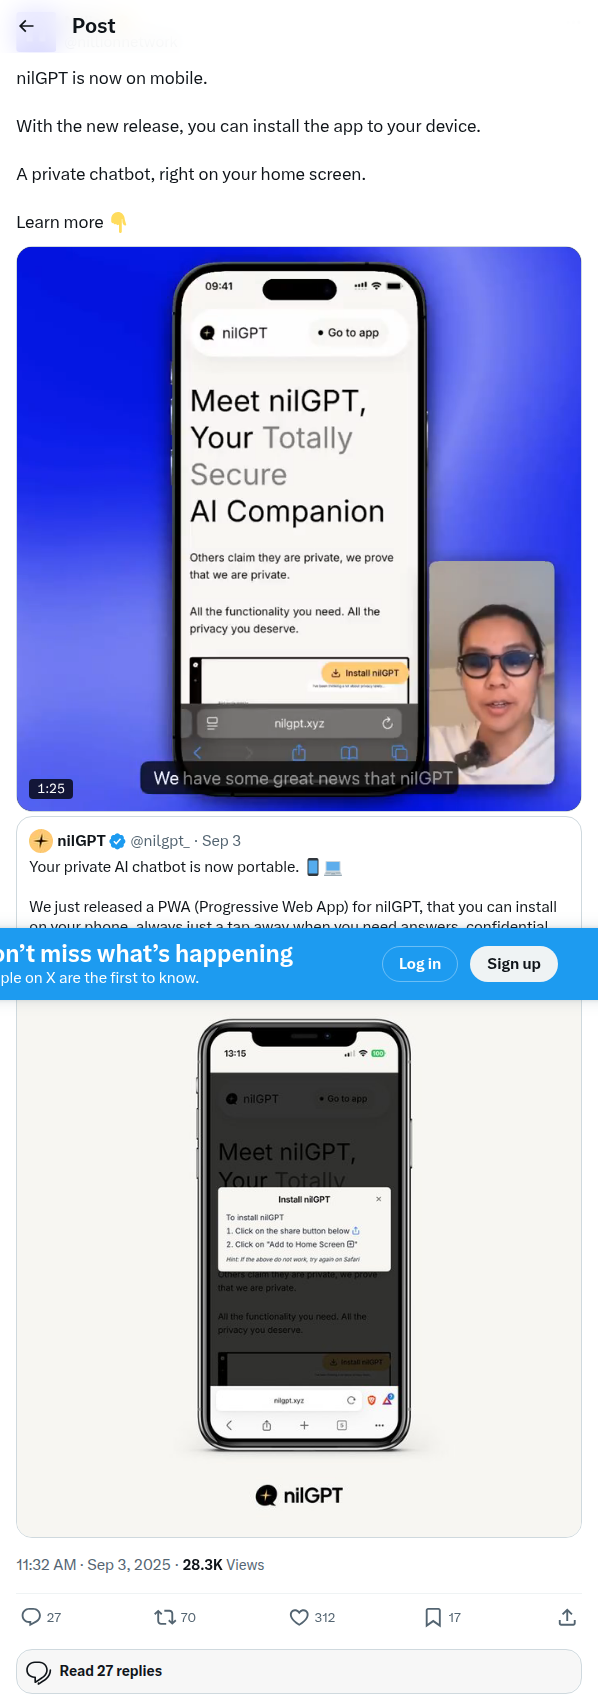 Post
nilGPT is now on mobile.
With the new release, you can install the app to your device.
A private chatbot, right on your home screen.
Learn more 👇
09:41
nilGPT
• Go to app
Meet nilGPT,
Your Totally
Secure
AI Companion
Others claim they are private, we prove
that we are private.
All the functionality you need. All the
privacy you deserve.
Install nilGPT
nilgpt.xyz
We have some great news that nilGPT
1:25
nilGPT @nilgpt_ · Sep 3
Your private AI chatbot is now portable. 📱💻
We just released a PWA (Progressive Web App) for nilGPT, that you can install
on your phone, always just a tap away when you need answers, confidential
on't miss what's happening
ple on X are the first to know.
Log in
Sign up
13:15
100
nilGPT
• Go to app
Meet nilGPT,
Your Totally
Install nilGPT
×
To install nilGPT
1. Click on the share button below
2. Click on "Add to Home Screen"
Hint: If the above do not work, try again on Safari
Others claim they are private, we prove
that we are private.
All the functionality you need. All the
privacy you deserve.
Install nilGPT
nilgpt.xyz
nilGPT
11:32 AM · Sep 3, 2025 · 28.3K Views
27
70
312
17
Read 27 replies